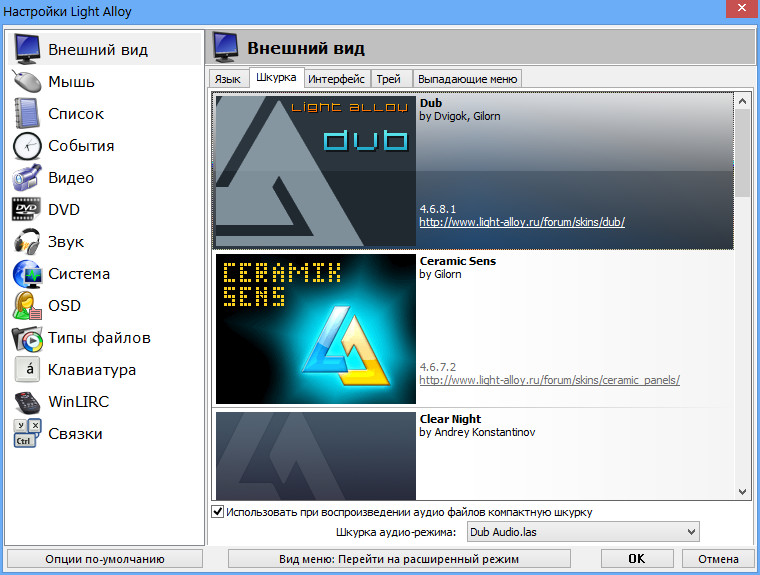 Настройки Light Alloy
Внешний вид
Мышь
Список
События
Видео
DVD
DVD
Звук
Система
OSD
Типы файлов
á
Клавиатура
WinLIRC
Y X
Ctrl
Связки
Внешний вид
Язык Шкурка Интерфейс Трей Выпадающие меню
Light Alloy
dub
Dub
by Dvigok, Gilorn
4.6.8.1
http://www.light-alloy.ru/forum/skins/dub/
CERAMIK
SENS
Ceramic Sens
by Gilorn
4.6.7.2
http://www.light-alloy.ru/forum/skins/ceramic_panels/
Clear Night
by Andrey Konstantinov
Использовать при воспроизведении аудио файлов компактную шкурку
Шкурка аудио-режима: Dub Audio.las
Опции по-умолчанию Вид меню: Перейти на расширенный режим OK Отмена